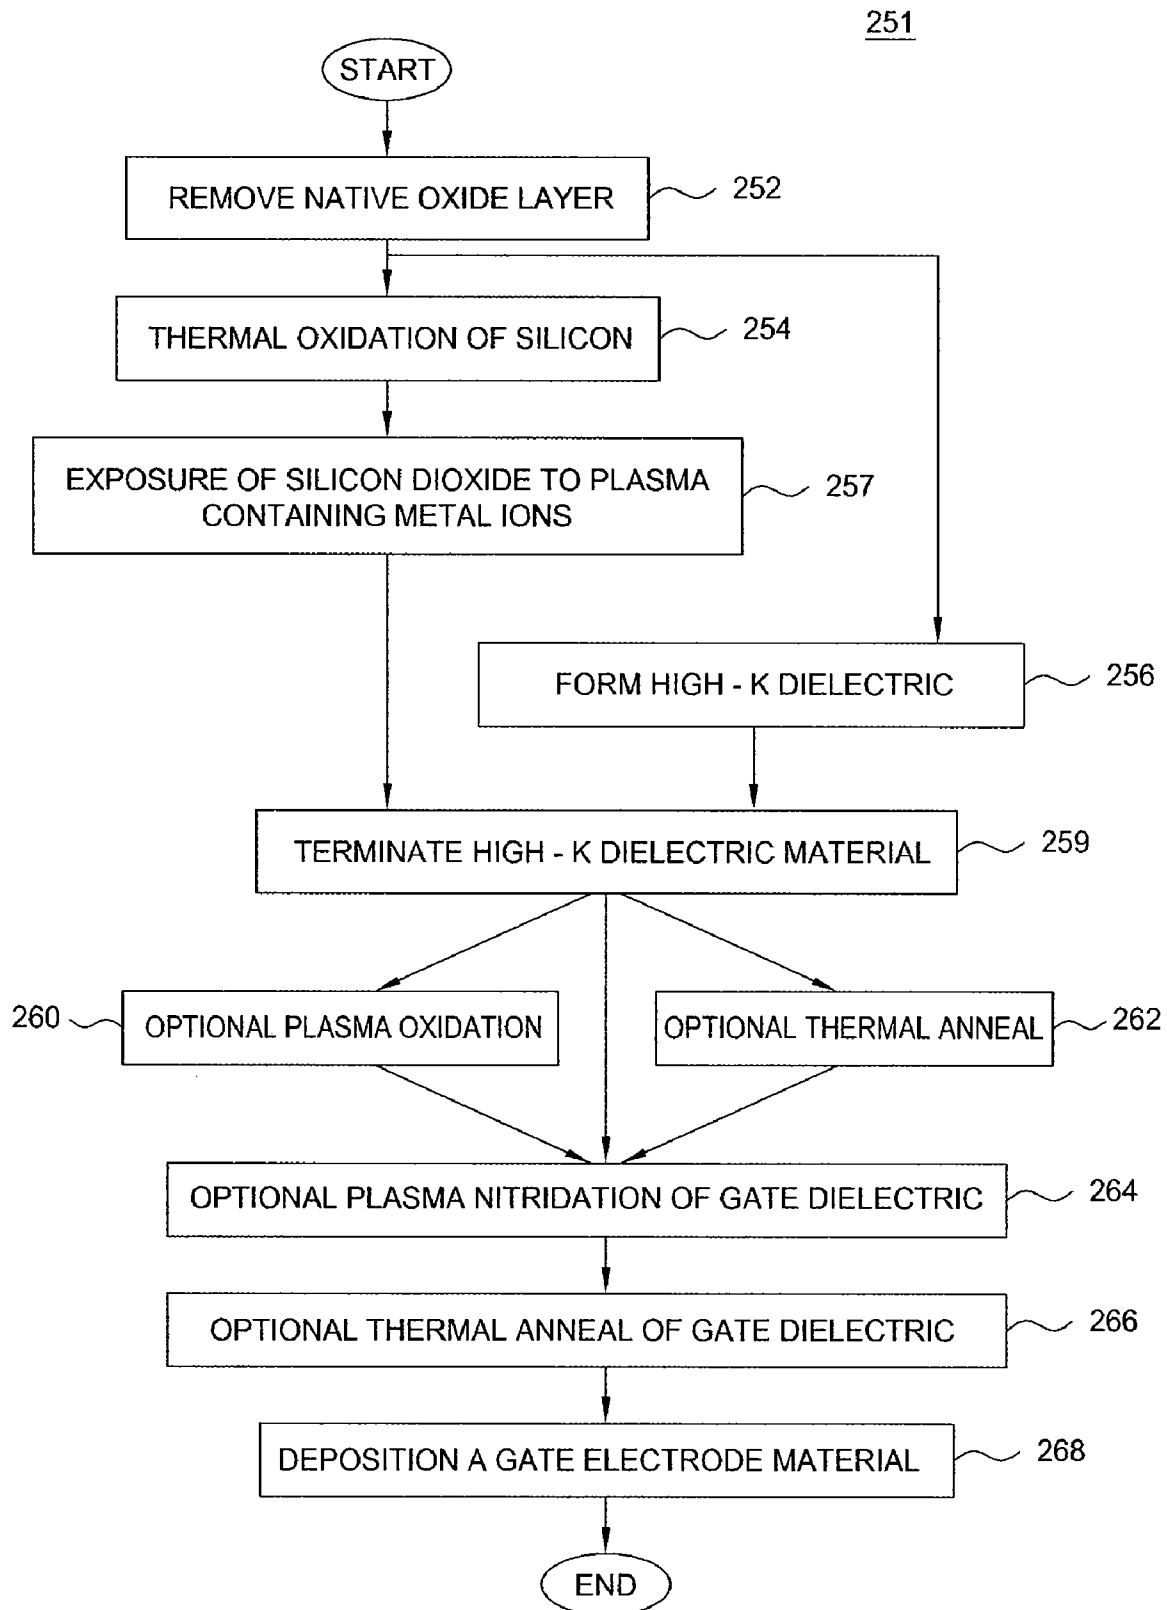 251
START
REMOVE NATIVE OXIDE LAYER
252
THERMAL OXIDATION OF SILICON
254
EXPOSURE OF SILICON DIOXIDE TO PLASMA
CONTAINING METAL IONS
257
FORM HIGH - K DIELECTRIC
256
TERMINATE HIGH - K DIELECTRIC MATERIAL
259
260
OPTIONAL PLASMA OXIDATION
OPTIONAL THERMAL ANNEAL
262
OPTIONAL PLASMA NITRIDATION OF GATE DIELECTRIC
264
OPTIONAL THERMAL ANNEAL OF GATE DIELECTRIC
266
DEPOSITION A GATE ELECTRODE MATERIAL
268
END